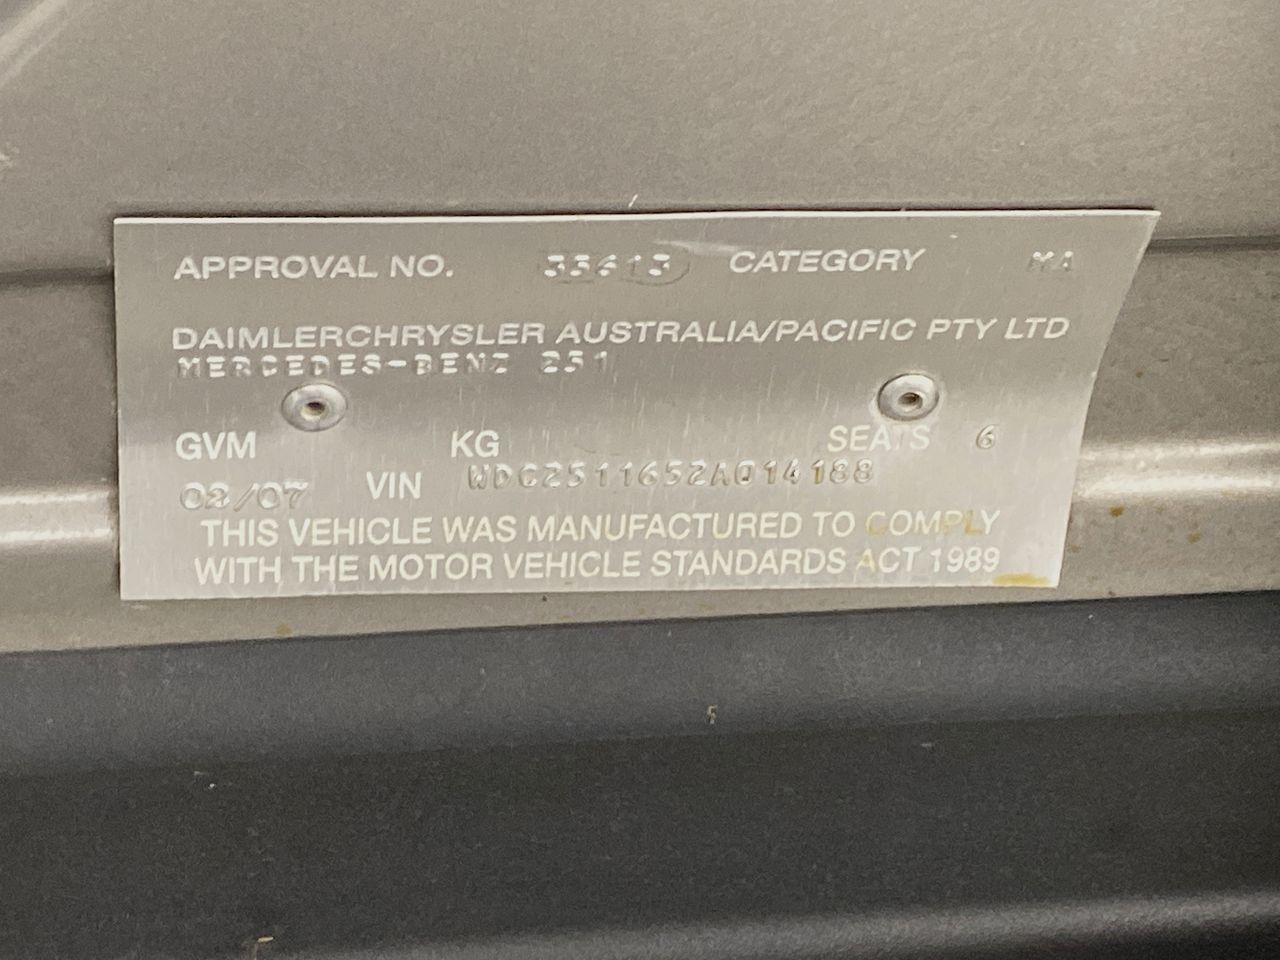 APPROVAL NO. 33613 CATEGORY MA
DAIMLERCHRYSLER AUSTRALIA/PACIFIC PTY LTD
MERCEDES-BENZ 251
GVM KG SEATS 6
02/07 VIN WDC2511652A014188
THIS VEHICLE WAS MANUFACTURED TO COMPLY
WITH THE MOTOR VEHICLE STANDARDS ACT 1989